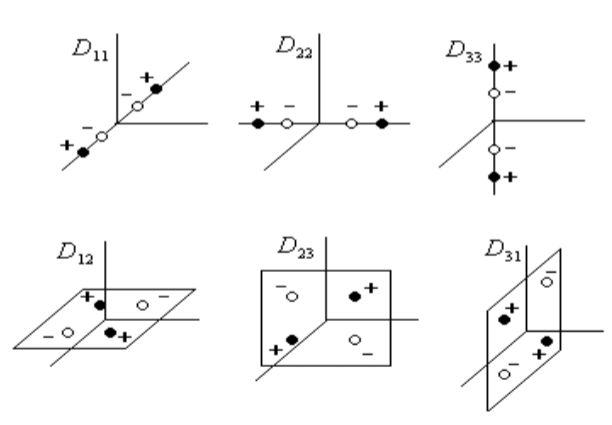 D₁₁ D₂₂ D₃₃
+ − − +
+ − − +
+ − − +
D₁₂ D₂₃ D₃₁
+ − − +
− + + −
− + + −